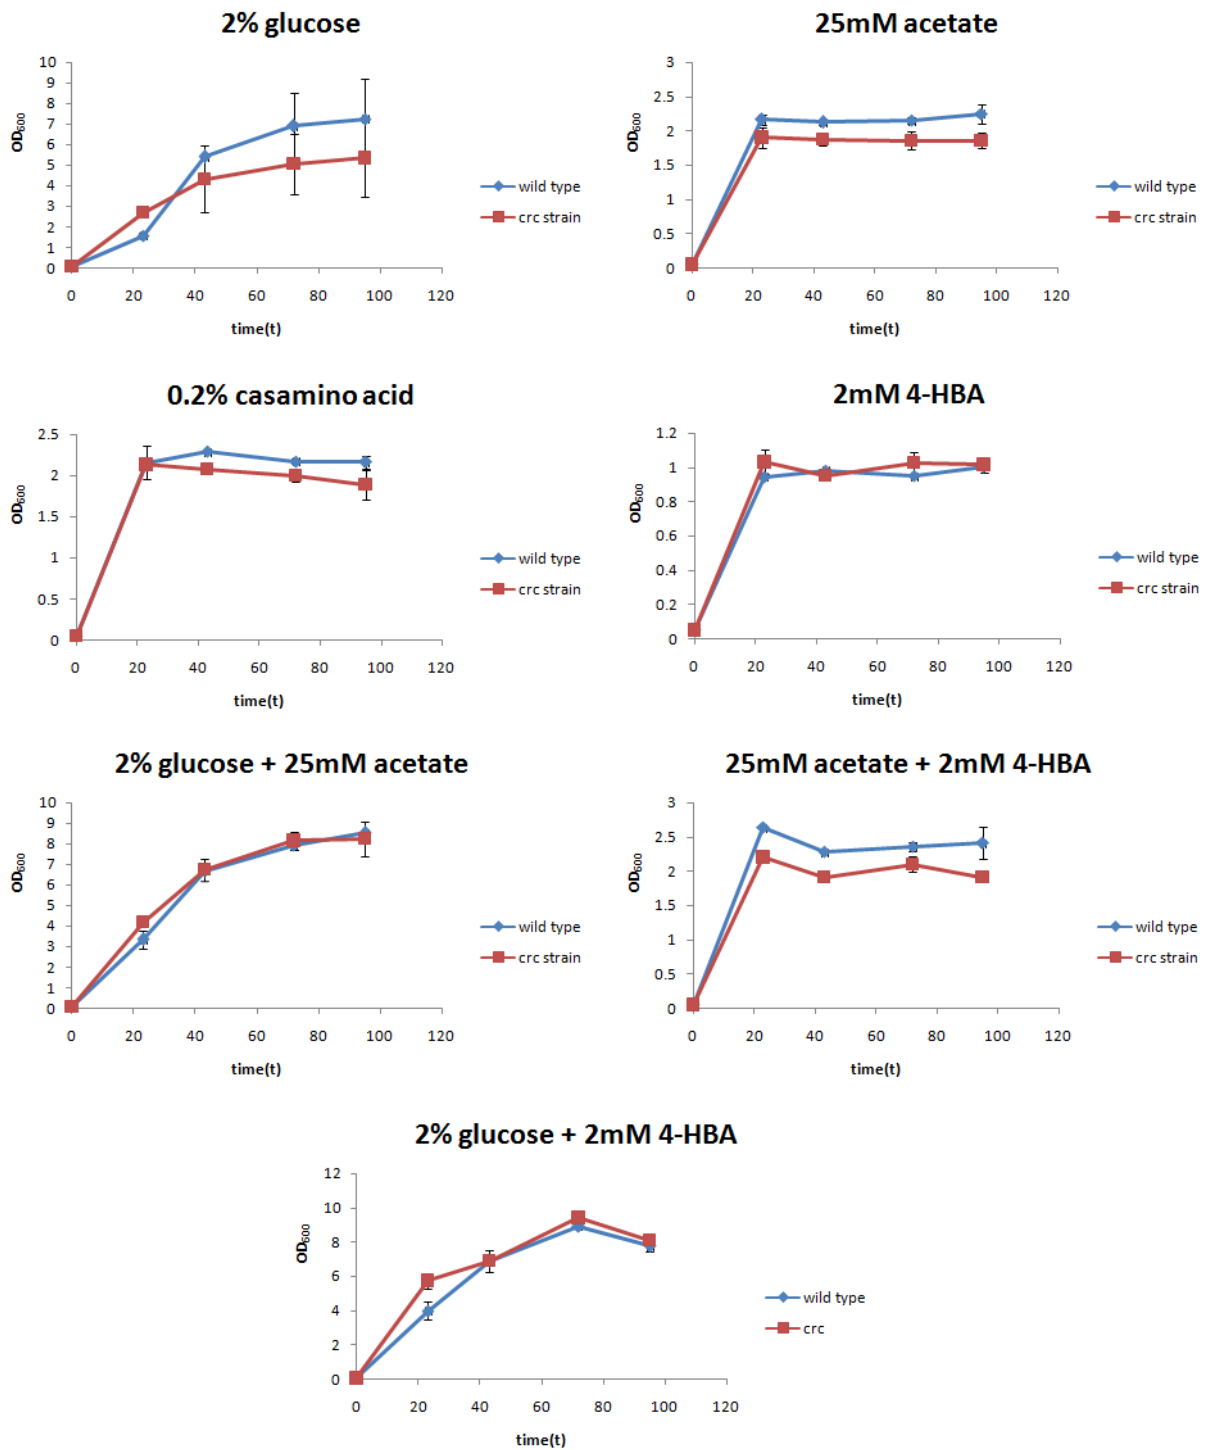 2% glucose
OD600
10
9
8
7
6
5
4
3
2
1
0
0 20 40 60 80 100 120
time(t)
wild type
crc strain
25mM acetate
OD600
3
2.5
2
1.5
1
0.5
0
0 20 40 60 80 100 120
time(t)
wild type
crc strain
0.2% casamino acid
OD600
2.5
2
1.5
1
0.5
0
0 20 40 60 80 100 120
time(t)
wild type
crc strain
2mM 4-HBA
OD600
1.2
1
0.8
0.6
0.4
0.2
0
0 20 40 60 80 100 120
time(t)
wild type
crc strain
2% glucose + 25mM acetate
OD600
10
9
8
7
6
5
4
3
2
1
0
0 20 40 60 80 100 120
time(t)
wild type
crc strain
25mM acetate + 2mM 4-HBA
OD600
3
2.5
2
1.5
1
0.5
0
0 20 40 60 80 100 120
time(t)
wild type
crc strain
2% glucose + 2mM 4-HBA
OD600
12
10
8
6
4
2
0
0 20 40 60 80 100 120
time(t)
wild type
crc